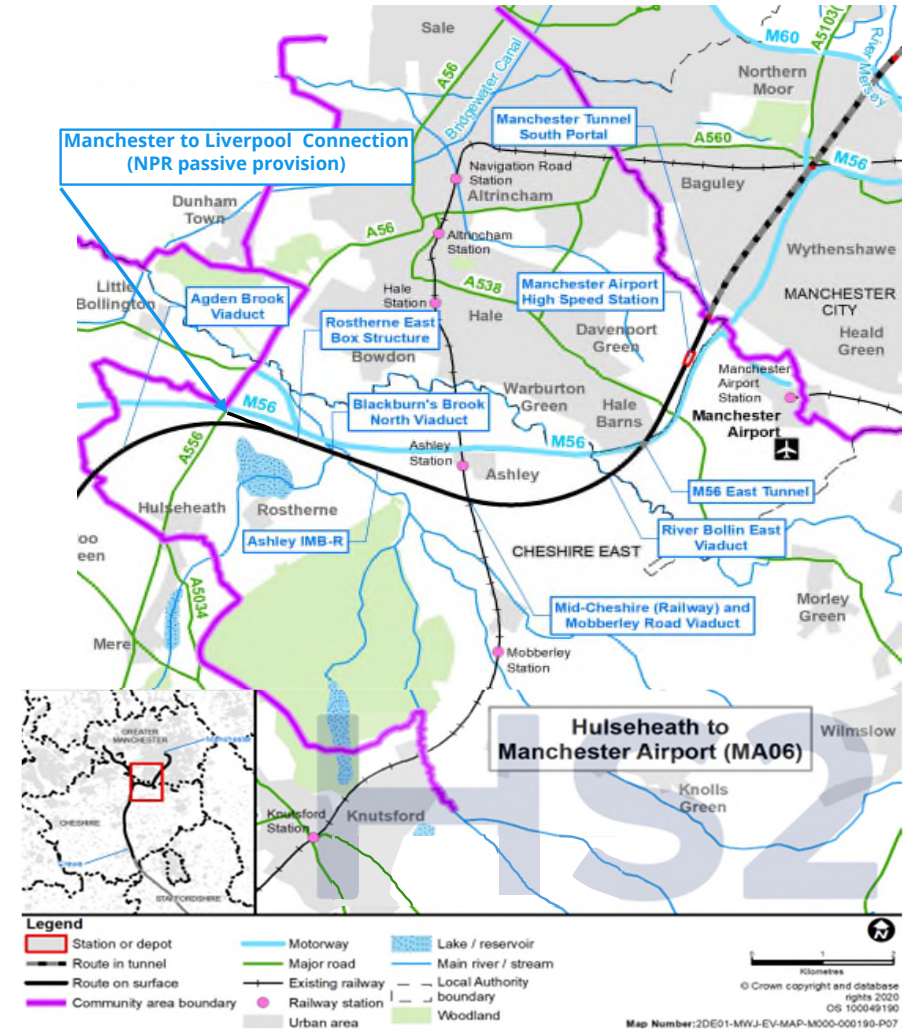 Sale
A56
Bridgewater Canal
M60
A5103(
River Mersey
Northern
Moor
Manchester to Liverpool Connection
(NPR passive provision)
Manchester Tunnel
South Portal
A560
M56
Navigation Road
Station
Altrincham
Baguley
Dunham
Town
A56
Altrincham
Station
Wythenshawe
Little
Bollington
Agden Brook
Viaduct
Hale
Station
A538
Hale
Manchester Airport
High Speed Station
MANCHESTER
CITY
Rostherne East
Box Structure
Bowdon
Davenport
Green
Heald
Green
Manchester
Airport
Station
Warburton
Green
Hale
Barns
Manchester
Airport
M56
Blackburn's Brook
North Viaduct
M56
A556
Ashley
Station
Ashley
M56 East Tunnel
Hulseheath
Rostherne
Ashley IMB-R
River Bollin East
Viaduct
oo
een
CHESHIRE EAST
A5034
Mid-Cheshire (Railway) and
Mobberley Road Viaduct
Morley
Green
Mere
Mobberley
Station
HS2
Hulseheath to
Manchester Airport (MA06)
Wilmslow
GREATER
MANCHESTER
CHESHIRE
STAFFORDSHIRE
Knolls
Green
Knutsford
Station
Knutsford
Legend
Station or depot
Route in tunnel
Route on surface
Community area boundary
Motorway
Major road
Existing railway
Railway station
Urban area
Lake / reservoir
Main river / stream
Local Authority
boundary
Woodland
N
0 1 2
Kilometres
© Crown copyright and database
rights 2020
OS 100049190
Map Number:2DE01-MWJ-EV-MAP-M000-000190-P07